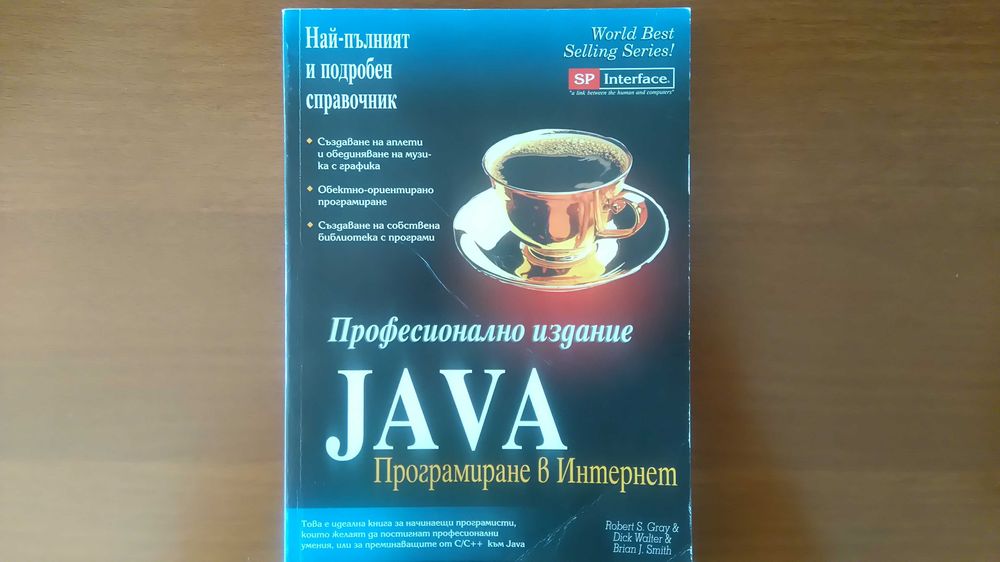 Най-пълният
и подробен
справочник
World Best
Selling Series!
SP Interface®
"a link between the human and computers"
Създаване на аплети
и обединяване на музи-
ка с графика
Обектно-ориентирано
програмиране
Създаване на собствена
библиотека с програми
Професионално издание
JAVA
Програмиране в Интернет
Това е идеална книга за начинаещи програмисти,
които желаят да постигнат професионални
умения, или за преминаващите от C/C++ към Java
Robert S. Gray &
Dick Walter &
Brian J. Smith